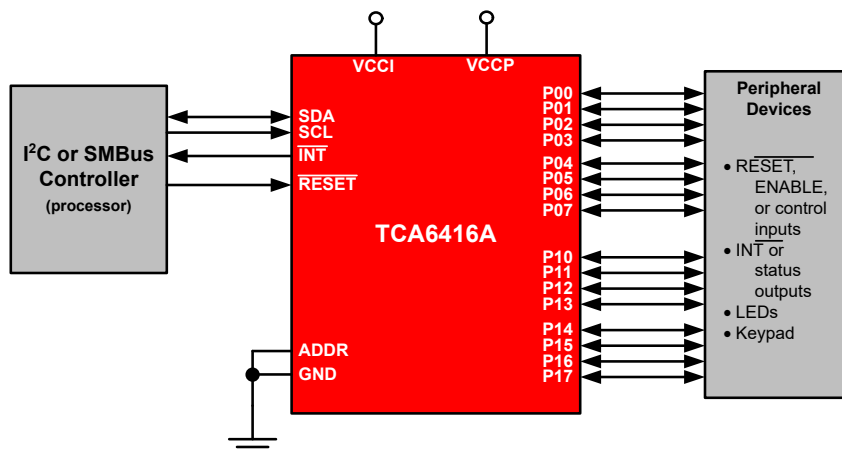 VCCI
VCCP
I²C or SMBus
Controller
(processor)
SDA
SCL
INT
RESET
TCA6416A
ADDR
GND
P00
P01
P02
P03
P04
P05
P06
P07
P10
P11
P12
P13
P14
P15
P16
P17
Peripheral
Devices
• RESET,
ENABLE,
or control
inputs
• INT or
status
outputs
• LEDs
• Keypad